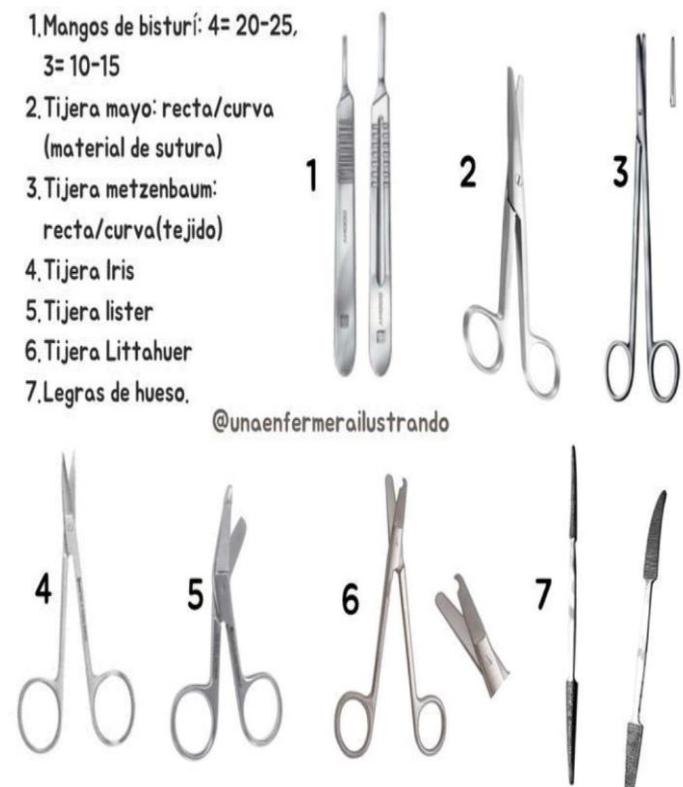 1.Mangos de bisturí: 4= 20-25,
3= 10-15
2.Tijera mayo: recta/curva
(material de sutura)
3.Tijera metzenbaum:
recta/curva(tejido)
4.Tijera Iris
5.Tijera lister
6.Tijera Littahuer
7.Legras de hueso.
1
2
3
@unaenfermerailustrando
4
5
6
7